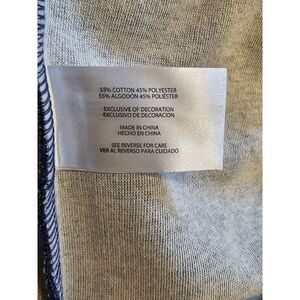 55% COTTON 45% POLYESTER
55% ALGODÓN 45% POLIÉSTER
EXCLUSIVE OF DECORATION
EXCLUSIVO DE DECORACION
MADE IN CHINA
HECHO EN CHINA
SEE REVERSE FOR CARE
VER AL REVERSO PARA CUIDADO